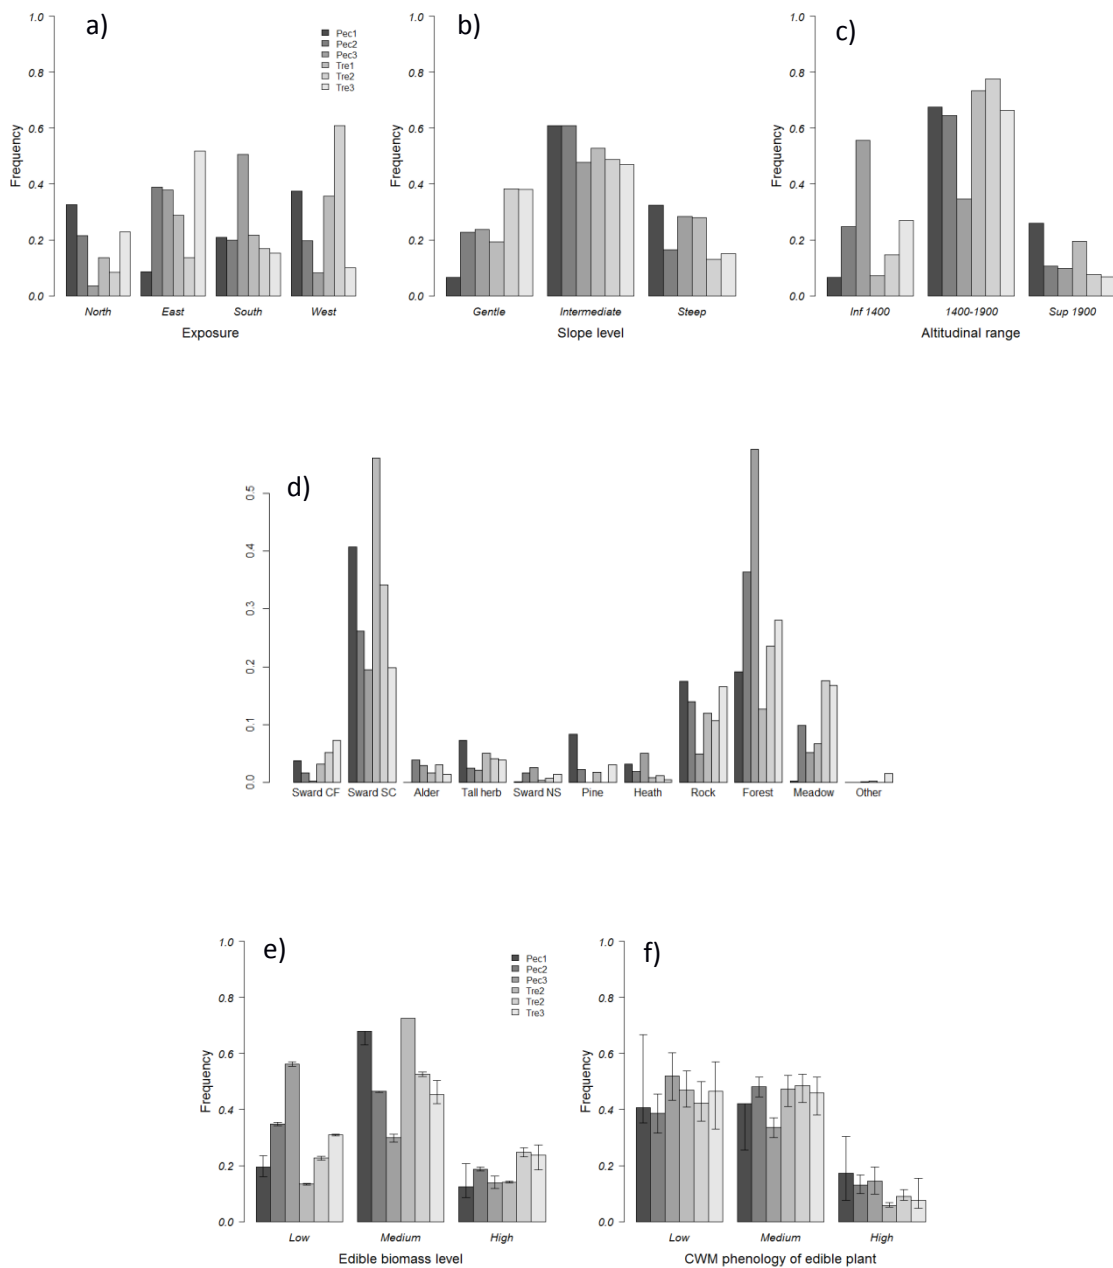 a)
1.0
0.8
0.6
0.4
0.2
0.0
Frequency
Pec1
Pec2
Pec3
Tre1
Tre2
Tre3
North East South West
Exposure
b)
1.0
0.8
0.6
0.4
0.2
0.0
Frequency
Gentle Intermediate Steep
Slope level
c)
1.0
0.8
0.6
0.4
0.2
0.0
Frequency
Inf 1400 1400-1900 Sup 1900
Altitudinal range
d)
0.5
0.4
0.3
0.2
0.1
0.0
Sward CF Sward SC Alder Tall herb Sward NS Pine Heath Rock Forest Meadow Other
e)
1.0
0.8
0.6
0.4
0.2
0.0
Frequency
Pec1
Pec2
Pec3
Tre2
Tre2
Tre3
Low Medium High
Edible biomass level
f)
1.0
0.8
0.6
0.4
0.2
0.0
Frequency
Low Medium High
CWM phenology of edible plant